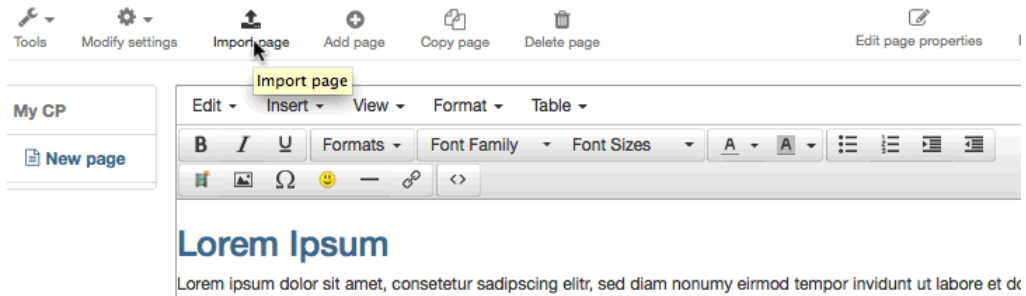 Tools Modify settings Import page Add page Copy page Delete page Edit page properties
Import page
My CP
New page
Edit Insert View Format Table
B I U Formats Font Family Font Sizes A A
Ω <>
Lorem Ipsum
Lorem ipsum dolor sit amet, consetetur sadipscing elitr, sed diam nonumy eirmod tempor invidunt ut labore et do